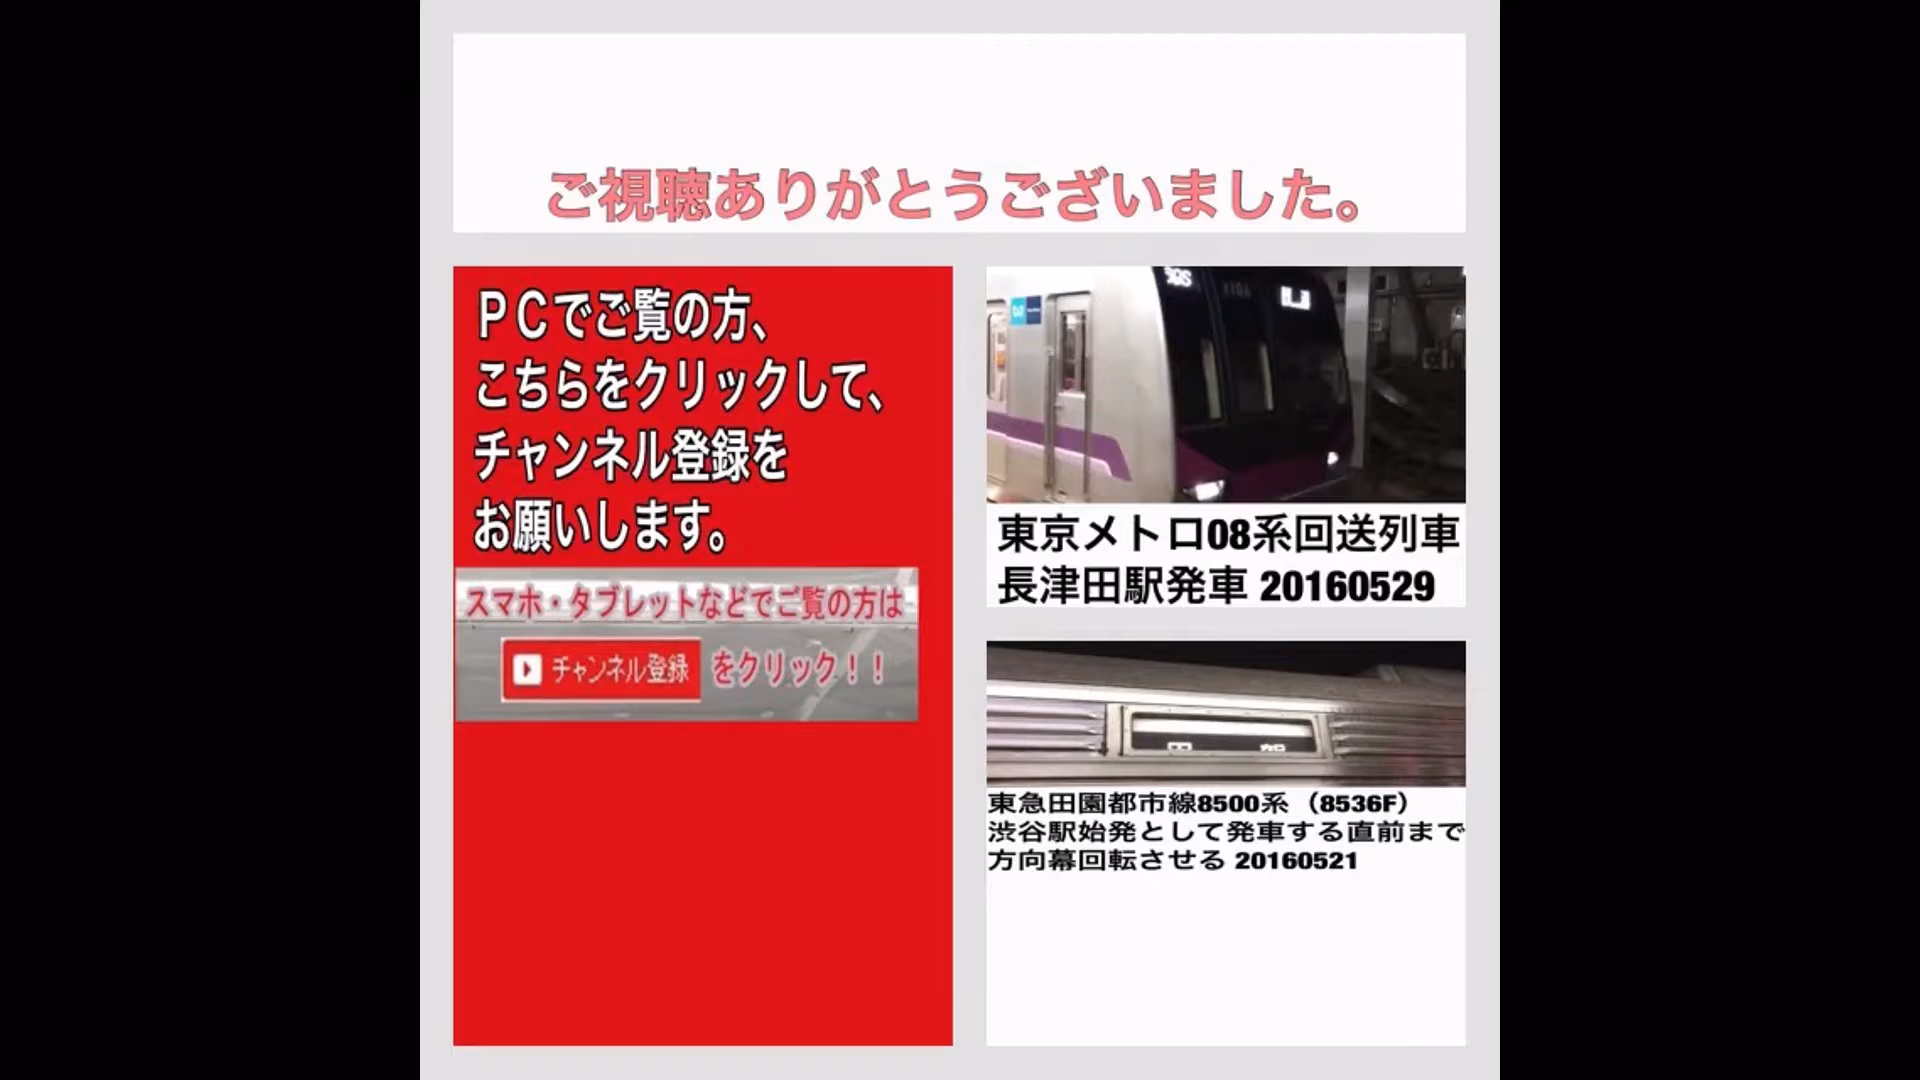 ご視聴ありがとうございました。
ＰＣでご覧の方、
こちらをクリックして、
チャンネル登録を
お願いします。
スマホ・タブレットなどでご覧の方は
チャンネル登録 をクリック！！
東京メトロ08系回送列車
長津田駅発車 20160529
東急田園都市線8500系（8536F）
渋谷駅始発として発車する直前まで
方向幕回転させる 20160521